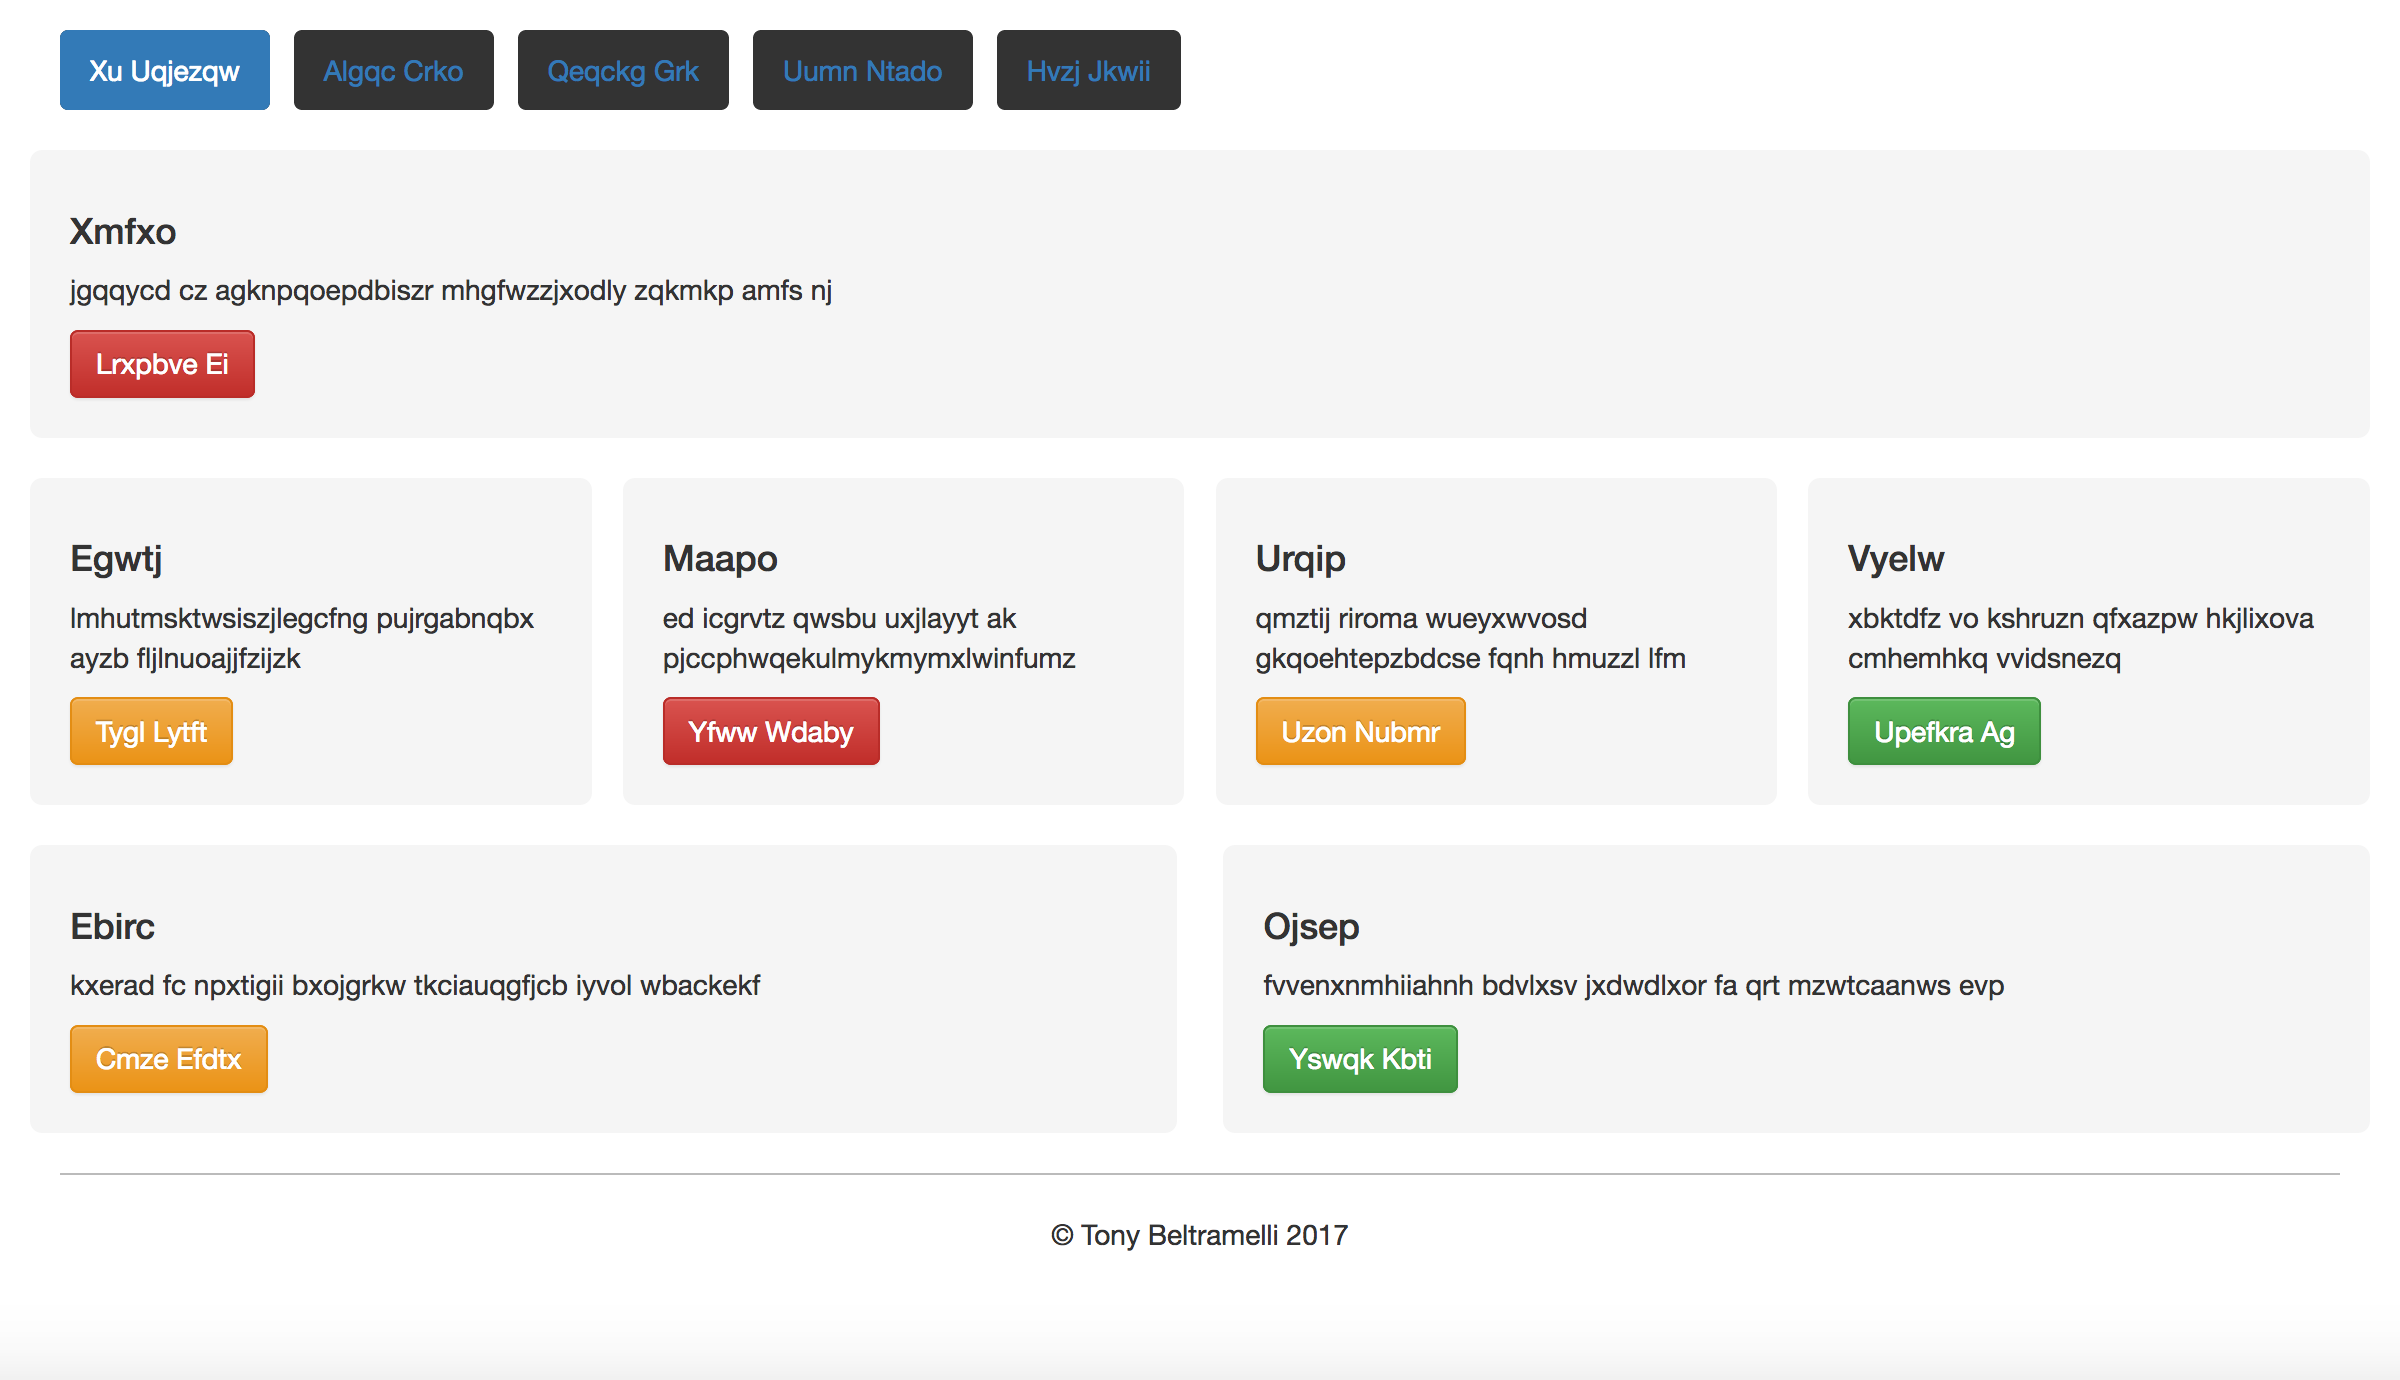 Xu Uqjezqw
Algqc Crko
Qeqckg Grk
Uumn Ntado
Hvzj Jkwii
Xmfxo
jgqqycd cz agknpqoepdbiszr mhgfwzzjxodly zqkmkp amfs nj
Lrxpbve Ei
Egwtj
lmhutmsktwsiszjlegcfng pujrgabnqbx
ayzb fljlnuoajjfzijzk
Tygl Lytft
Maapo
ed icgrvtz qwsbu uxjlayyt ak
pjccphwqekulmykmymxlwinfumz
Yfww Wdaby
Urqip
qmztij riroma wueyxwvosd
gkqoehtepzbdcse fqnh hmuzzl lfm
Uzon Nubmr
Vyelw
xbktdfz vo kshruzn qfxazpw hkjlixova
cmhemhkq vvidsnezq
Upefkra Ag
Ebirc
kxerad fc npxtigii bxojgrkw tkciauqgfjcb iyvol wbackekf
Cmze Efdtx
Ojsep
fvvenxnmhiiahnh bdvlxsv jxdwdlxor fa qrt mzwtcaanws evp
Yswqk Kbti
© Tony Beltramelli 2017